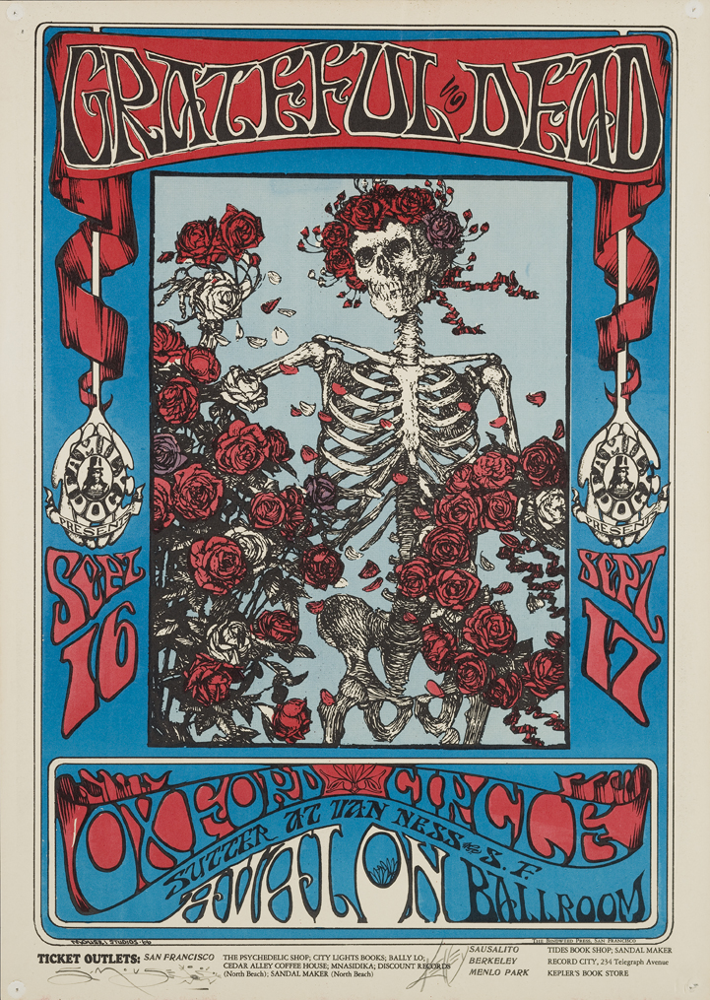 GRATEFUL DEAD
FAMILY DOG
PRESENTS
FAMILY DOG
PRESENTS
SEPT
16
SEPT
17
OXFORD CIRCLE
SUTTER AT VAN NESS S.F.
AVALON BALLROOM
MOUSE STUDIOS ·66
THE BINDWEED PRESS, SAN FRANCISCO
TICKET OUTLETS: SAN FRANCISCO
THE PSYCHEDELIC SHOP; CITY LIGHTS BOOKS; BALLY LO;
CEDAR ALLEY COFFEE HOUSE; MNASIDIKA; DISCOUNT RECORDS
(North Beach); SANDAL MAKER (North Beach)
SAUSALITO TIDES BOOK SHOP; SANDAL MAKER
BERKELEY RECORD CITY, 234 Telegraph Avenue
MENLO PARK KEPLER'S BOOK STORE
Mouse
Kelley